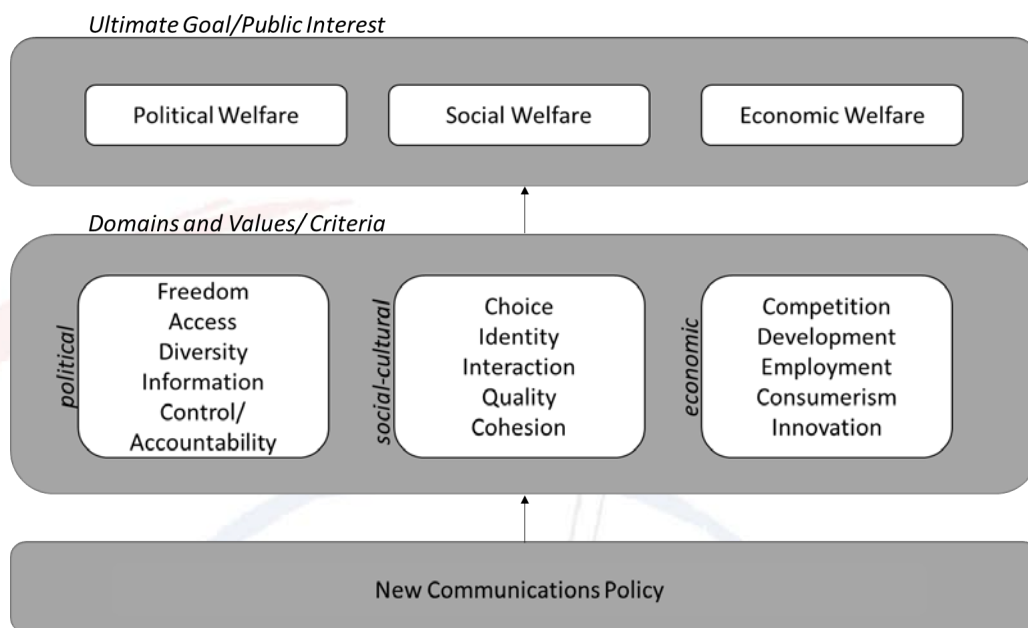 Ultimate Goal/Public Interest
Political Welfare
Social Welfare
Economic Welfare
Domains and Values/ Criteria
political
Freedom
Access
Diversity
Information
Control/
Accountability
social-cultural
Choice
Identity
Interaction
Quality
Cohesion
economic
Competition
Development
Employment
Consumerism
Innovation
New Communications Policy